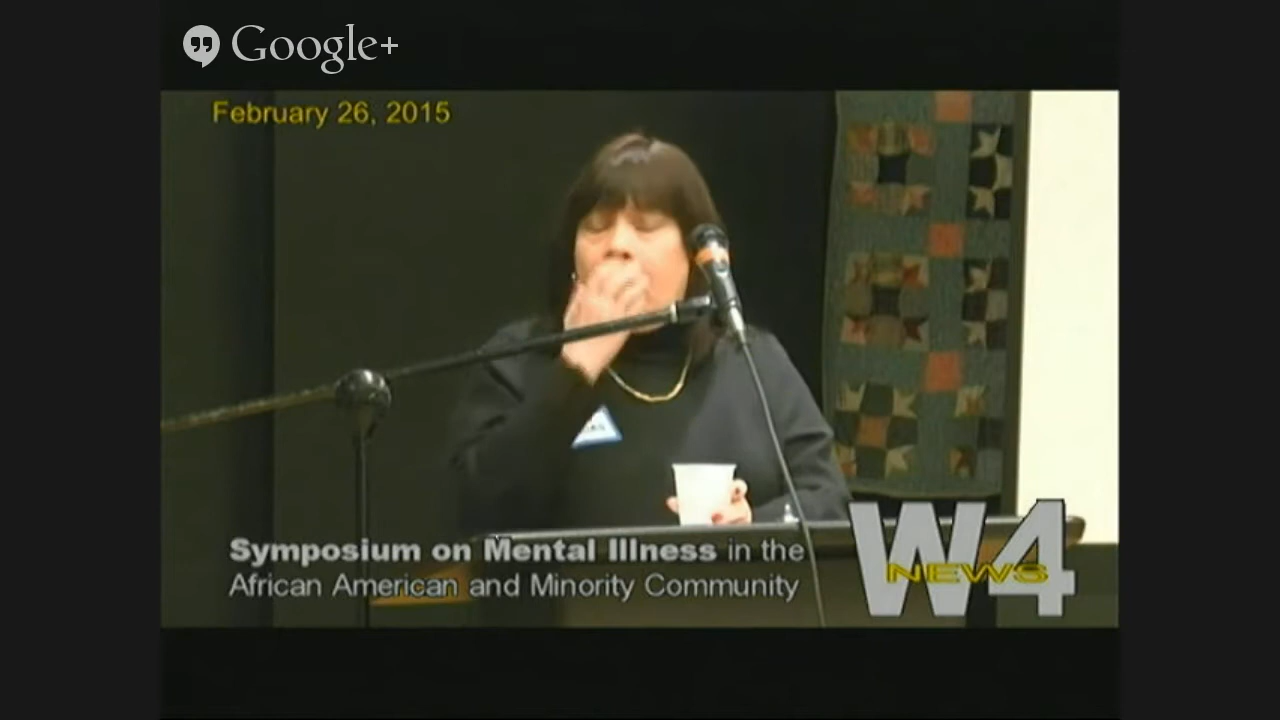 Google+
February 26, 2015
Symposium on Mental Illness in the
African American and Minority Community
W4
NEWS